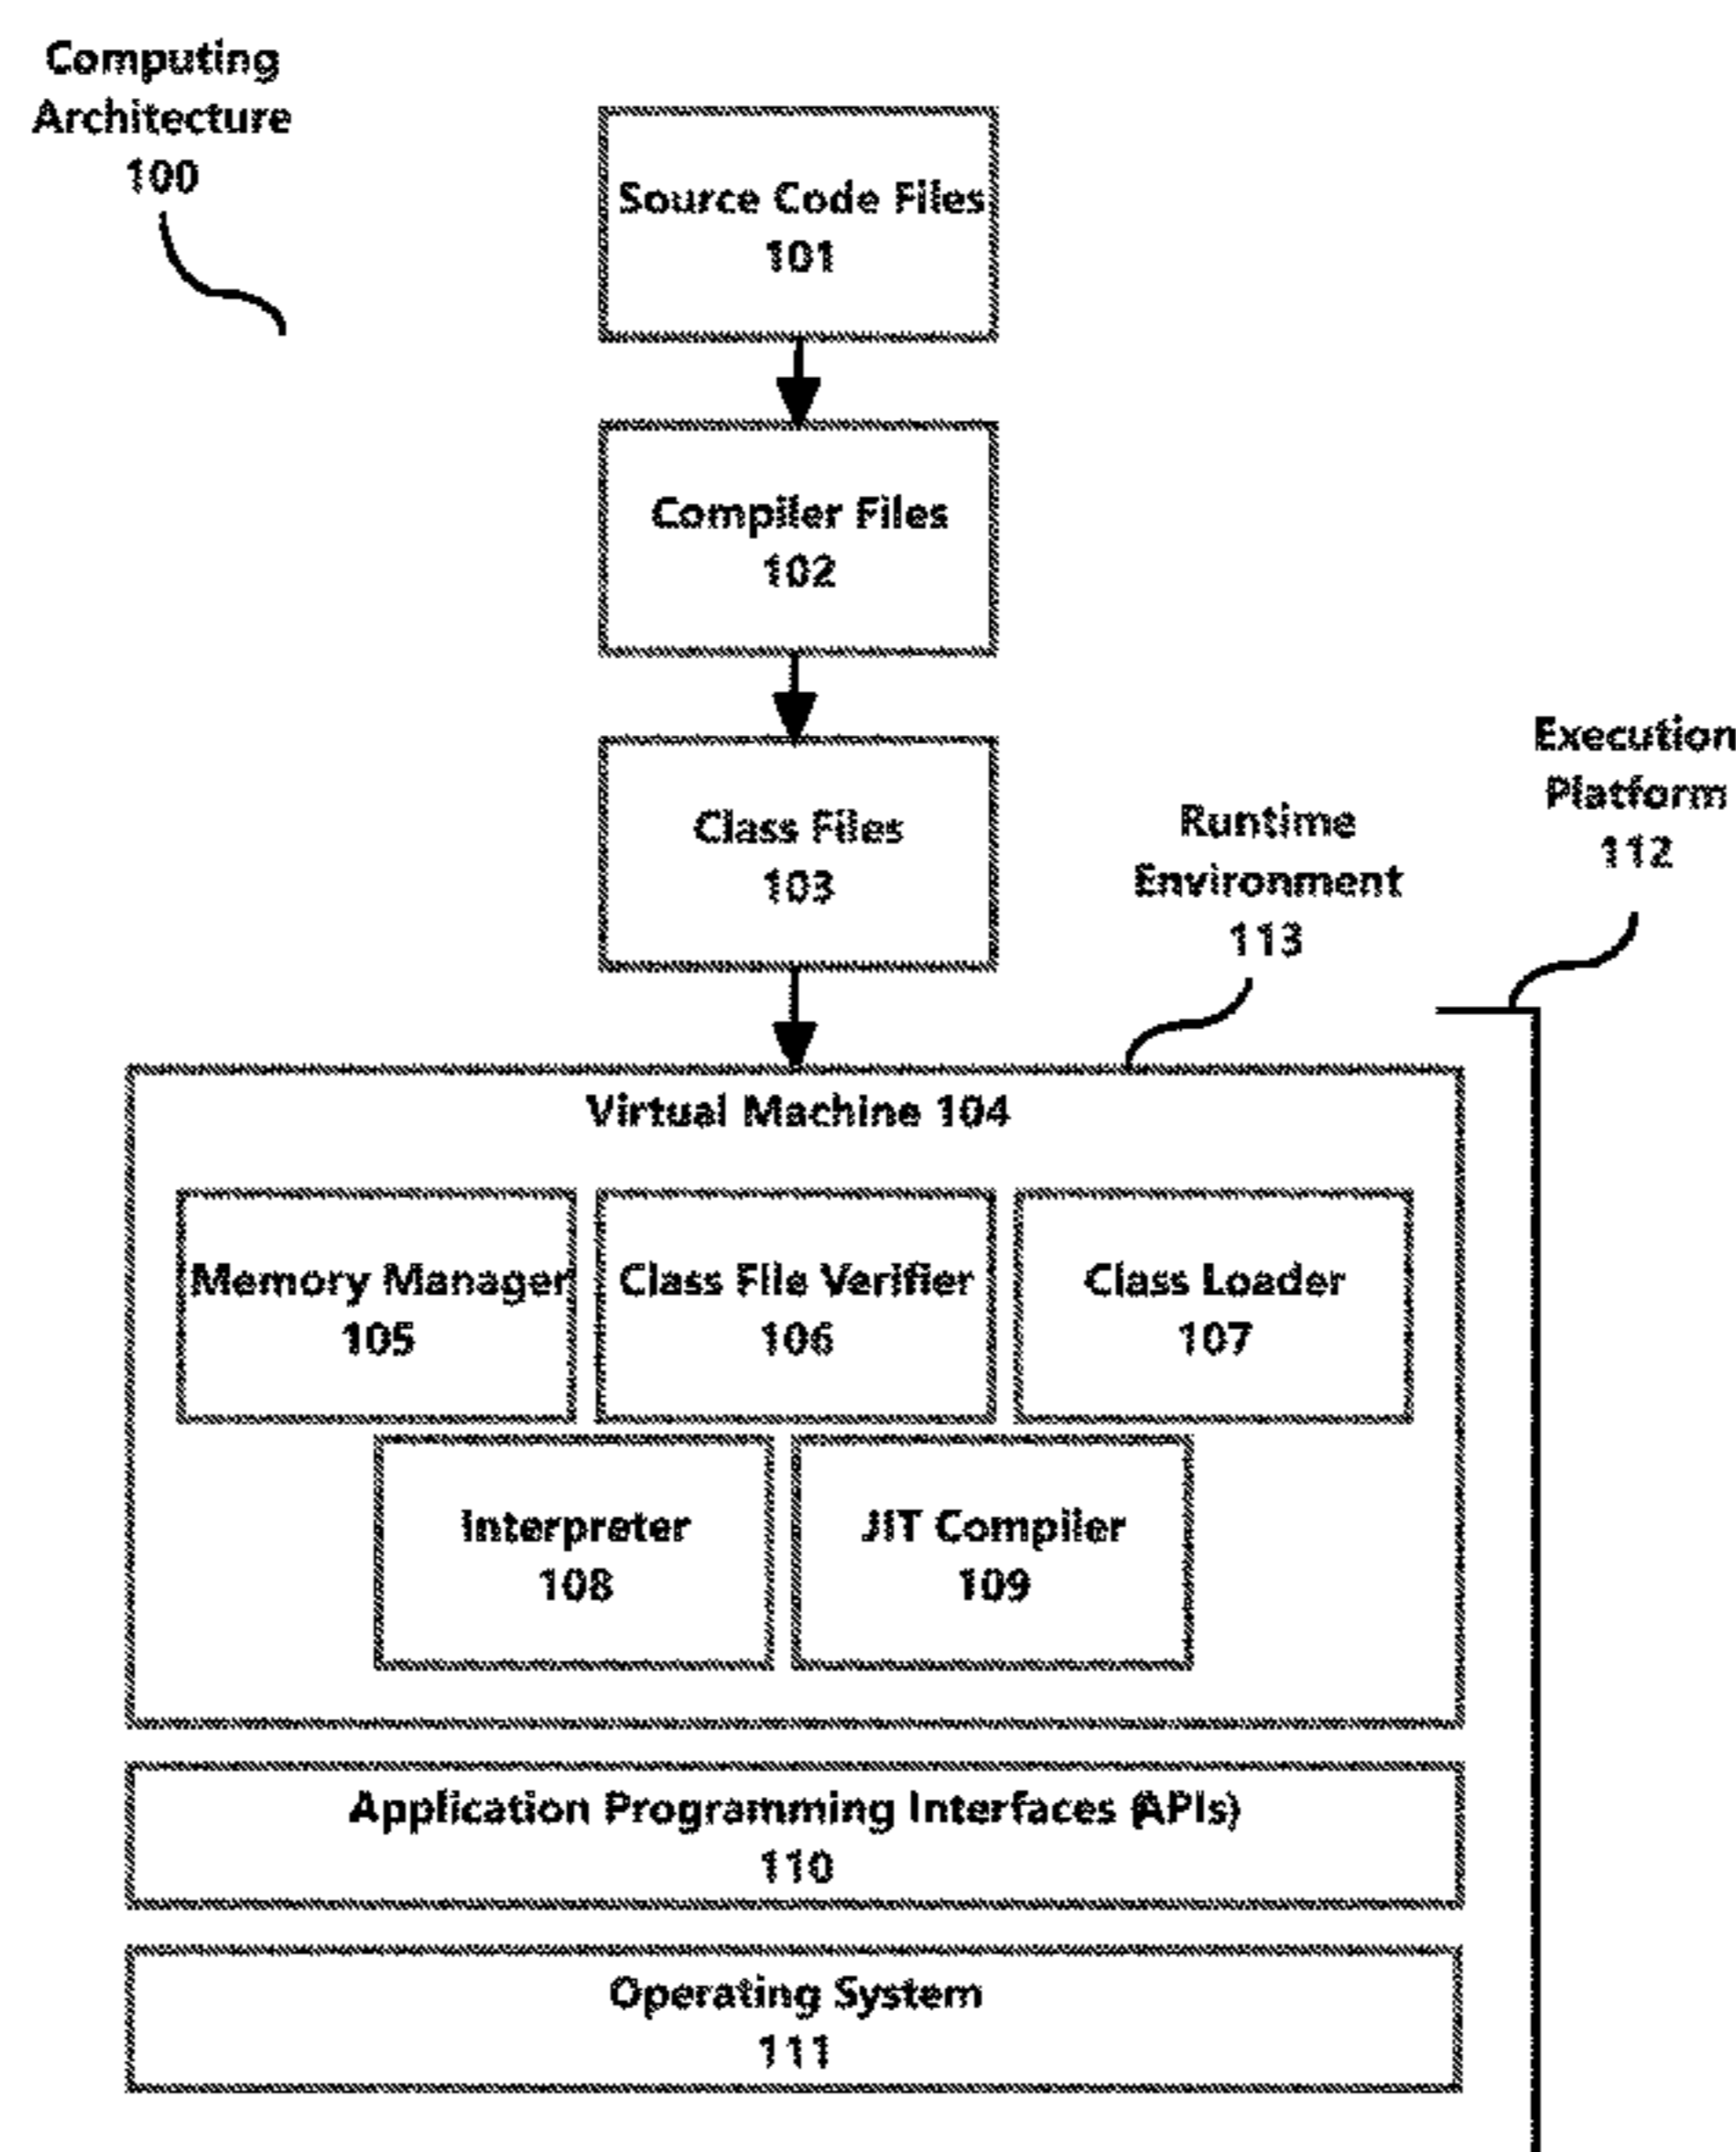 Computing
Architecture
100
Source Code Files
101
Compiler Files
102
Class Files
103
Runtime
Environment
113
Execution
Platform
112
Virtual Machine 104
Memory Manager
105
Class File Verifier
106
Class Loader
107
Interpreter
108
JIT Compiler
109
Application Programming Interfaces (APIs)
110
Operating System
111